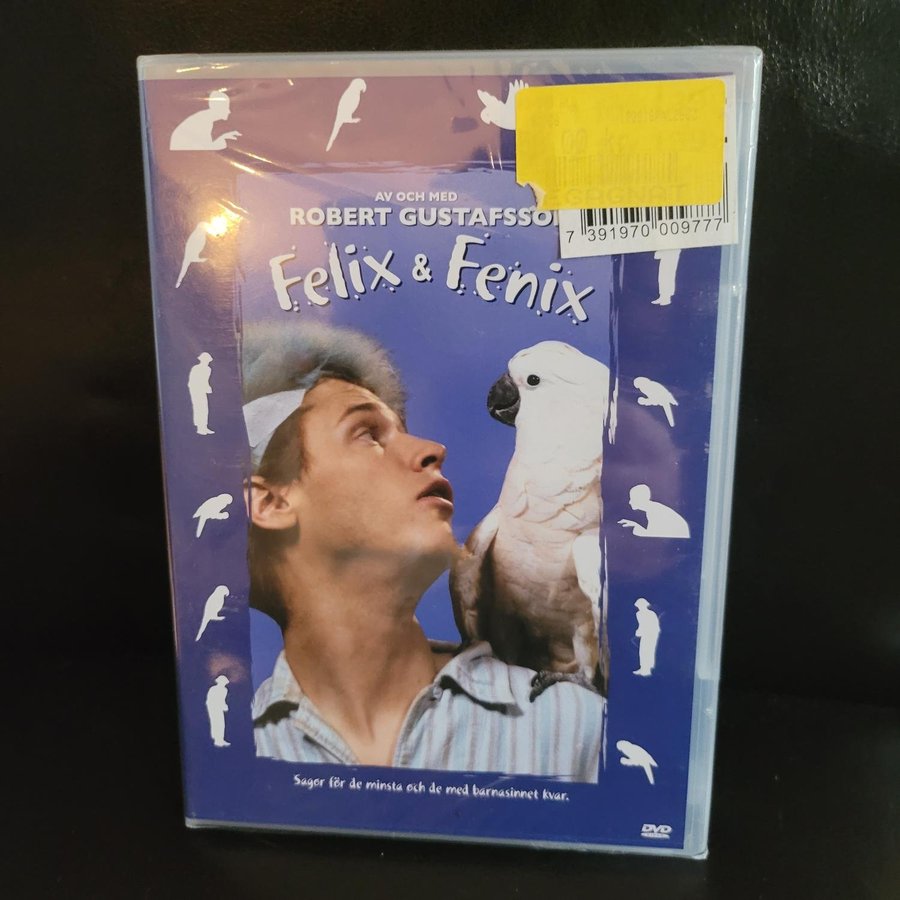 AV OCH MED
ROBERT GUSTAFSSO
Felix & Fenix
7 391970 009777
Sagor för de minsta och de med barnasinnet kvar.
DVD